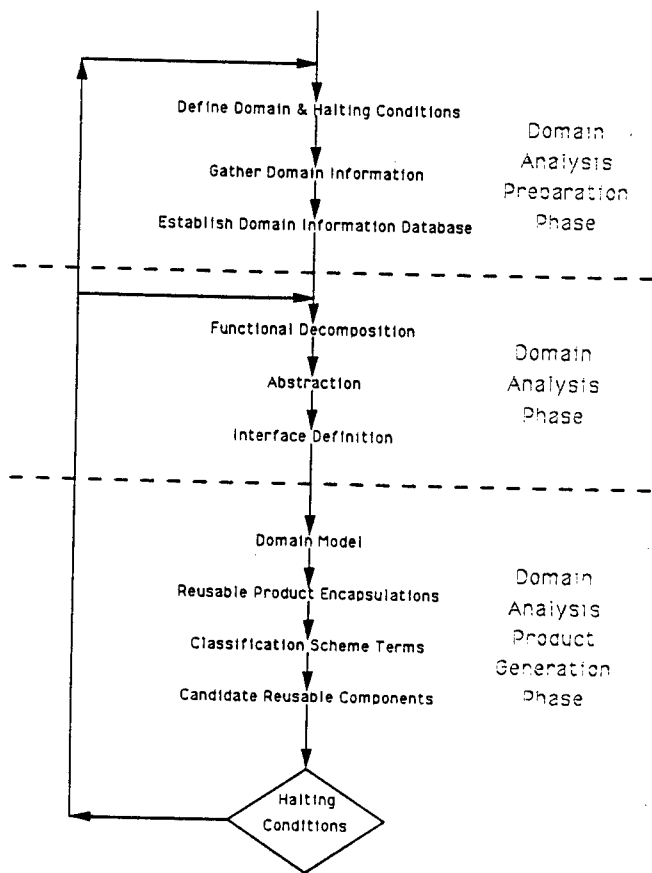 Define Domain & Halting Conditions
Gather Domain Information
Establish Domain Information Database
Domain
Analysis
Preparation
Phase
Functional Decomposition
Abstraction
Interface Definition
Domain
Analysis
Phase
Domain Model
Reusable Product Encapsulations
Classification Scheme Terms
Candidate Reusable Components
Domain
Analysis
Product
Generation
Phase
Halting
Conditions